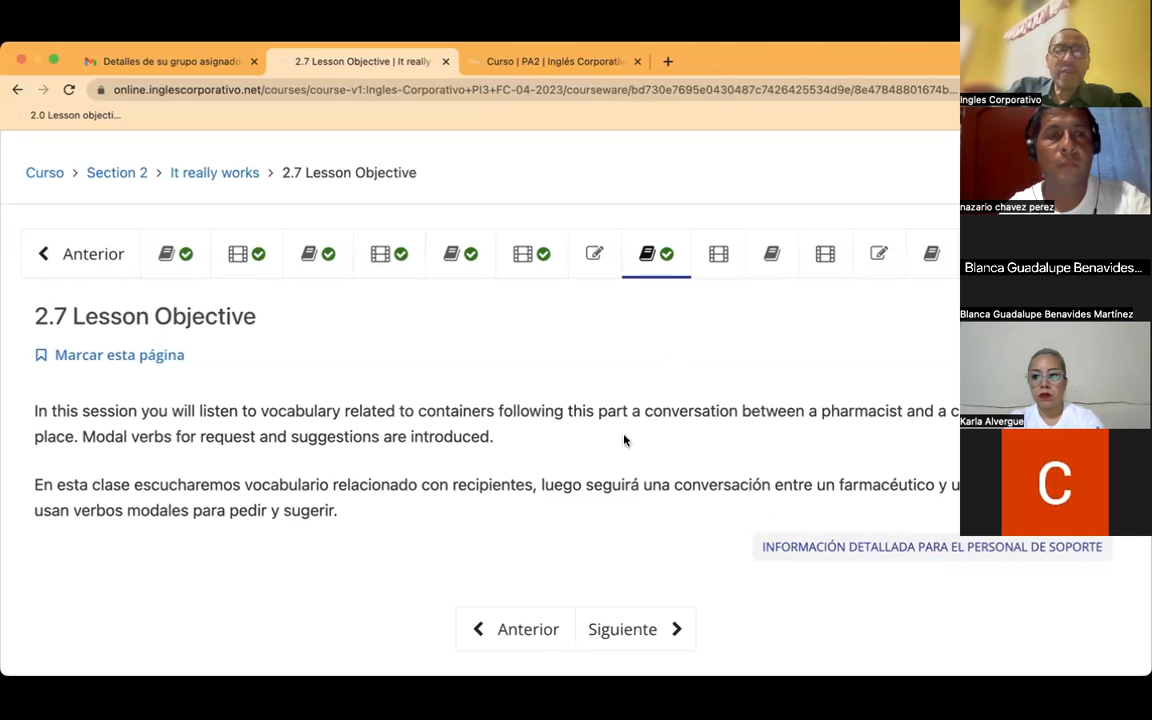 Detalles de su grupo asignado
2.7 Lesson Objective | It really
Curso | PA2 | Inglés Corporati
online.inglescorporativo.net/courses/course-v1:Ingles-Corporativo+PI3+FC-04-2023/courseware/bd730e7695e0430487c7426425534d9e/8e47848801674b...
2.0 Lesson objecti...
Curso > Section 2 > It really works > 2.7 Lesson Objective
Anterior
2.7 Lesson Objective
Marcar esta página
In this session you will listen to vocabulary related to containers following this part a conversation between a pharmacist and a c
place. Modal verbs for request and suggestions are introduced.
En esta clase escucharemos vocabulario relacionado con recipientes, luego seguirá una conversación entre un farmacéutico y u
usan verbos modales para pedir y sugerir.
INFORMACIÓN DETALLADA PARA EL PERSONAL DE SOPORTE
Anterior
Siguiente
Ingles Corporativo
nazario chavez perez
Blanca Guadalupe Benavides...
Blanca Guadalupe Benavides Martínez
Karla Alvergue
C